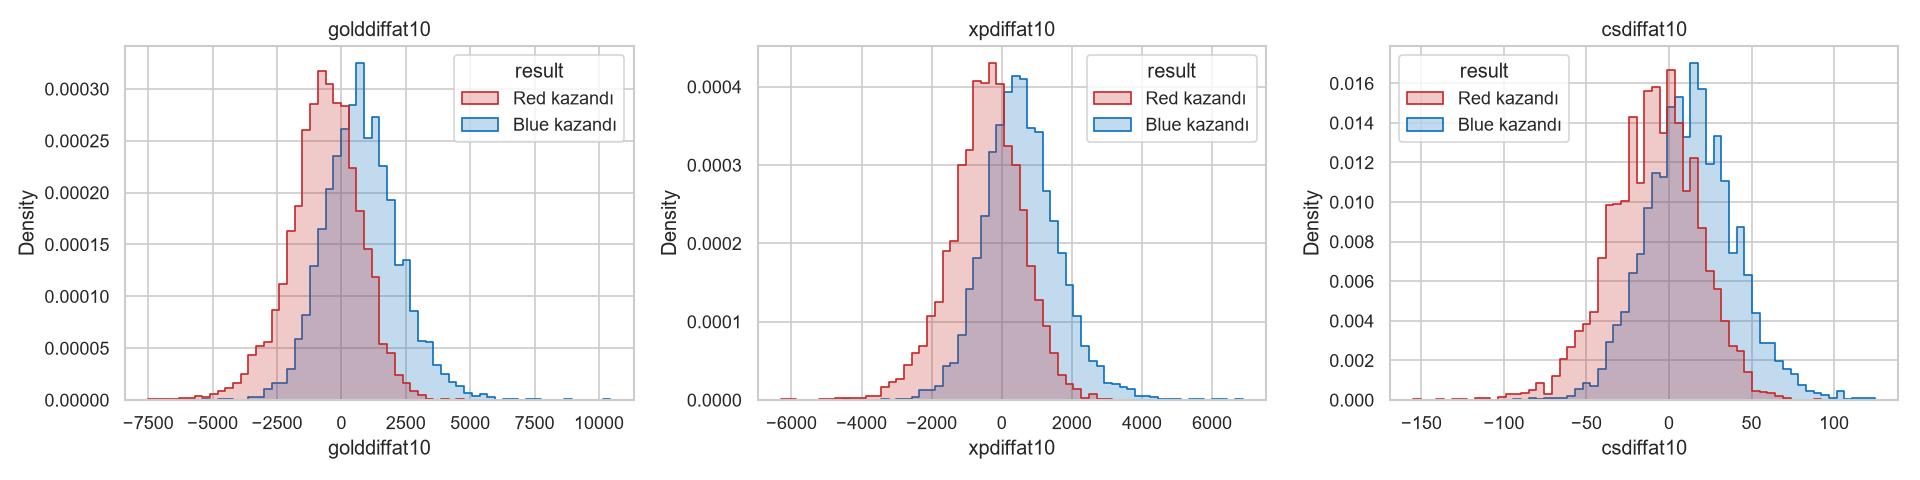 golddiffat10
result
Red kazandı
Blue kazandı
0.00030
0.00025
0.00020
0.00015
0.00010
0.00005
0.00000
Density
−7500 −5000 −2500 0 2500 5000 7500 10000
golddiffat10
xpdiffat10
result
Red kazandı
Blue kazandı
0.0004
0.0003
0.0002
0.0001
0.0000
Density
−6000 −4000 −2000 0 2000 4000 6000
xpdiffat10
csdiffat10
result
Red kazandı
Blue kazandı
0.016
0.014
0.012
0.010
0.008
0.006
0.004
0.002
0.000
Density
−150 −100 −50 0 50 100
csdiffat10